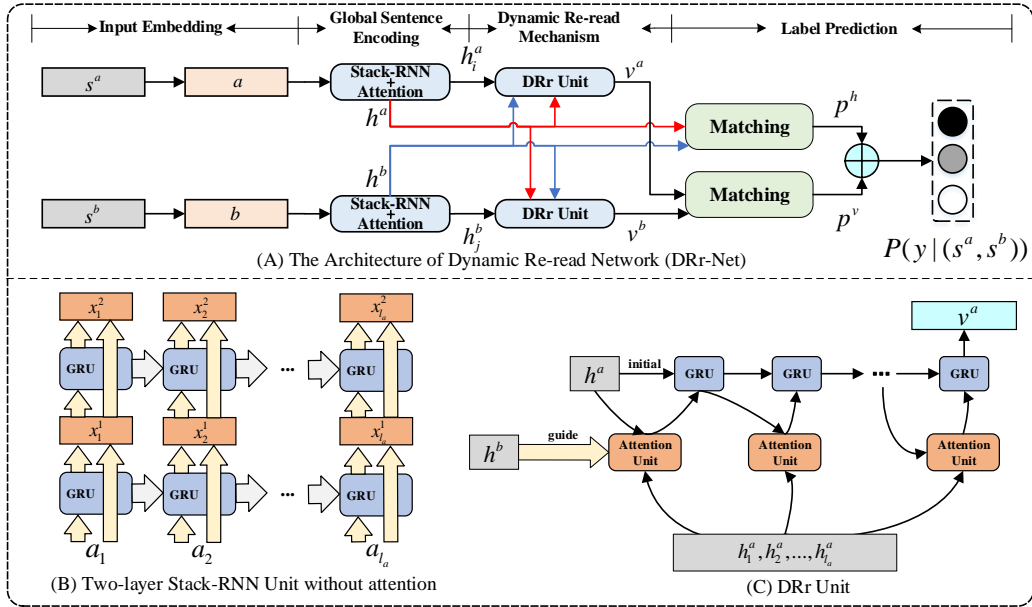 Input Embedding
Global Sentence
Encoding
Dynamic Re-read
Mechanism
Label Prediction
s^a
a
Stack-RNN
+
Attention
h_i^a
DRr Unit
v^a
h^a
Matching
p^h
h^b
s^b
b
Stack-RNN
+
Attention
h_j^b
DRr Unit
v^b
Matching
p^v
P(y|(s^a,s^b))
(A) The Architecture of Dynamic Re-read Network (DRr-Net)
x_1^2
x_2^2
x_{l_a}^2
GRU
GRU
...
GRU
x_1^1
x_2^1
x_{l_a}^1
GRU
GRU
...
GRU
a_1
a_2
a_{l_a}
(B) Two-layer Stack-RNN Unit without attention
v^a
h^a
initial
GRU
GRU
...
GRU
h^b
guide
Attention
Unit
Attention
Unit
Attention
Unit
h_1^a,h_2^a,...,h_{l_a}^a
(C) DRr Unit